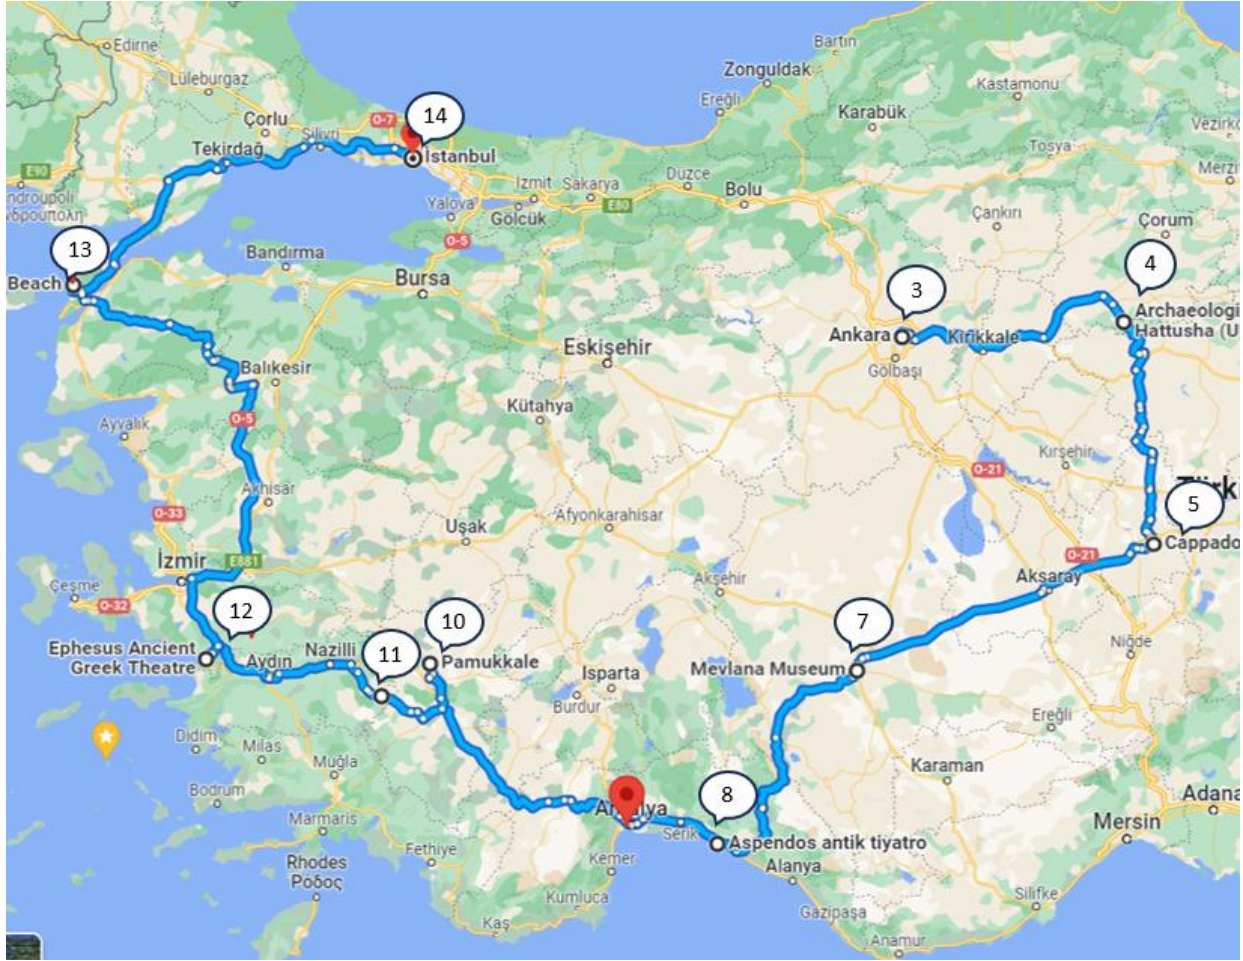 Edirne
Bartın
Zonguldak
Lüleburgaz
Kastamonu
Ereğli
O-7
14
Karabük
Çorlu
Silivri
Vezirkö
Tekirdağ
İstanbul
Tosya
E90
Merzi
Düzce
İzmit
Sakarya
Bolu
ndroupoli
νδρούπολη
Yalova
Gölcük
E80
Çankırı
Çorum
13
O-5
Bandırma
4
Beach
Bursa
3
Archaeologi
Hattusha (U
Ankara
Kırıkkale
Eskişehir
Gölbaşı
Balıkesir
Kütahya
O-5
Ayvalık
Kırşehir
O-21
Türk
Akhisar
5
O-33
Uşak
Afyonkarahisar
Cappado
İzmir
E881
O-21
Akşehir
Aksaray
Çeşme
O-32
12
10
7
Niğde
Ephesus Ancient
Greek Theatre
Nazilli
11
Aydın
Pamukkale
Isparta
Mevlana Museum
Burdur
Ereğli
Didim
Milas
Muğla
Karaman
Bodrum
8
Adana
Antalya
Marmaris
Serik
Aspendos antik tiyatro
Mersin
Fethiye
Kemer
Alanya
Rhodes
Ρόδος
Kumluca
Silifke
Kaş
Gazipaşa
Anamur